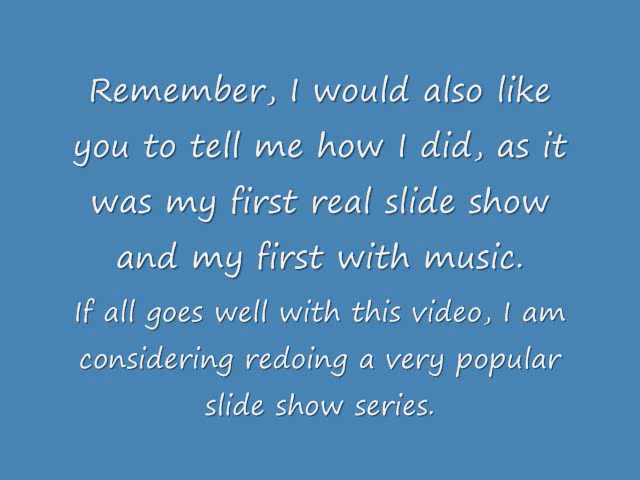 Remember, I would also like
you to tell me how I did, as it
was my first real slide show
and my first with music.
If all goes well with this video, I am
considering redoing a very popular
slide show series.